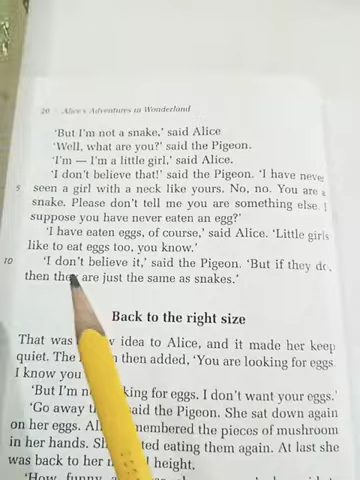 20 Alice's Adventures in Wonderland
'But I'm not a snake,' said Alice
'Well, what are you?' said the Pigeon.
'I'm — I'm a little girl,' said Alice.
'I don't believe that!' said the Pigeon. 'I have never
5 seen a girl with a neck like yours. No, no. You are a
snake. Please don't tell me you are something else. I
suppose you have never eaten an egg?'
'I have eaten eggs, of course,' said Alice. 'Little girls
like to eat eggs too, you know.'
10 'I don't believe it,' said the Pigeon. 'But if they do,
then they are just the same as snakes.'
Back to the right size
That was idea to Alice, and it made her keep
quiet. The then added, 'You are looking for eggs
I know you
'But I'm looking for eggs. I don't want your eggs.'
'Go away said the Pigeon. She sat down again
on her eggs. remembered the pieces of mushroom
in her hands. eating them again. At last she
was back to her height.
'How funny